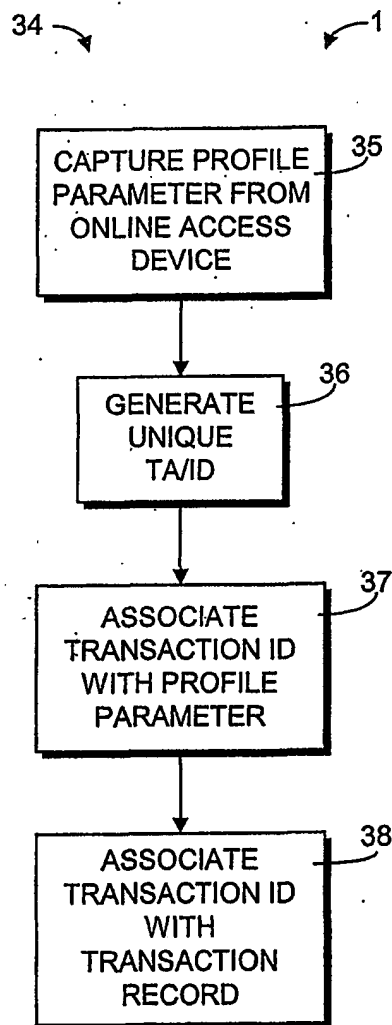 34
1
CAPTURE PROFILE
PARAMETER FROM
ONLINE ACCESS
DEVICE
35
GENERATE
UNIQUE
TA/ID
36
ASSOCIATE
TRANSACTION ID
WITH PROFILE
PARAMETER
37
ASSOCIATE
TRANSACTION ID
WITH
TRANSACTION
RECORD
38